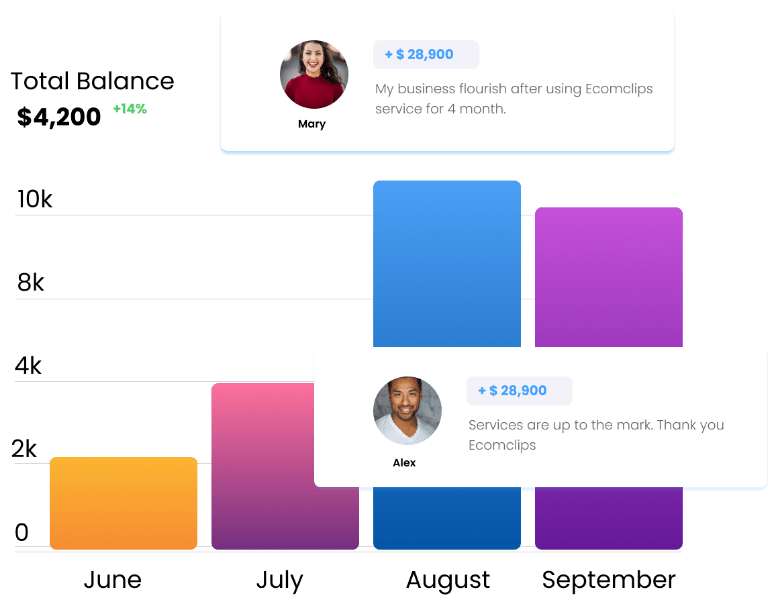 Total Balance
$4,200 +14%
+ $ 28,900
My business flourish after using Ecomclips
service for 4 month.
Mary
10k
8k
4k
2k
0
+ $ 28,900
Services are up to the mark. Thank you
Ecomclips
Alex
June July August September